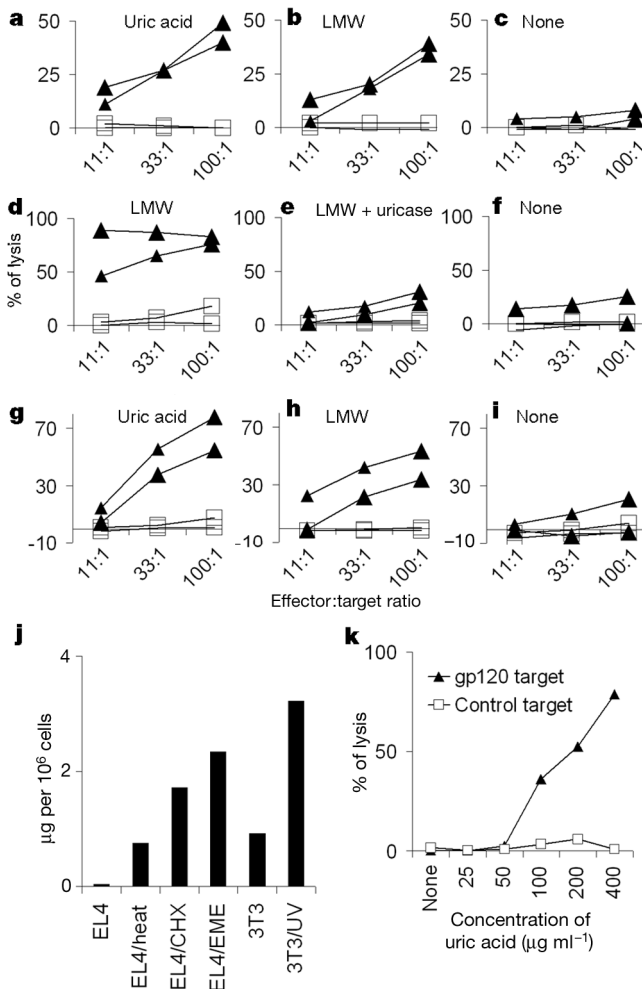 a Uric acid b LMW c None
50 50 50
25 25 25
0 0 0
11:1 33:1 100:1 11:1 33:1 100:1 11:1 33:1 100:1
d LMW e LMW + uricase f None
100 100 100
50 50 50
0 0 0
11:1 33:1 100:1 11:1 33:1 100:1 11:1 33:1 100:1
% of lysis
g Uric acid h LMW i None
70 70 70
30 30 30
-10 -10 -10
11:1 33:1 100:1 11:1 33:1 100:1 11:1 33:1 100:1
Effector:target ratio
j
4
2
0
µg per 10⁶ cells
EL4 EL4/heat EL4/CHX EL4/EME 3T3 3T3/UV
k
100
50
0
% of lysis
gp120 target
Control target
None 25 50 100 200 400
Concentration of
uric acid (µg ml⁻¹)